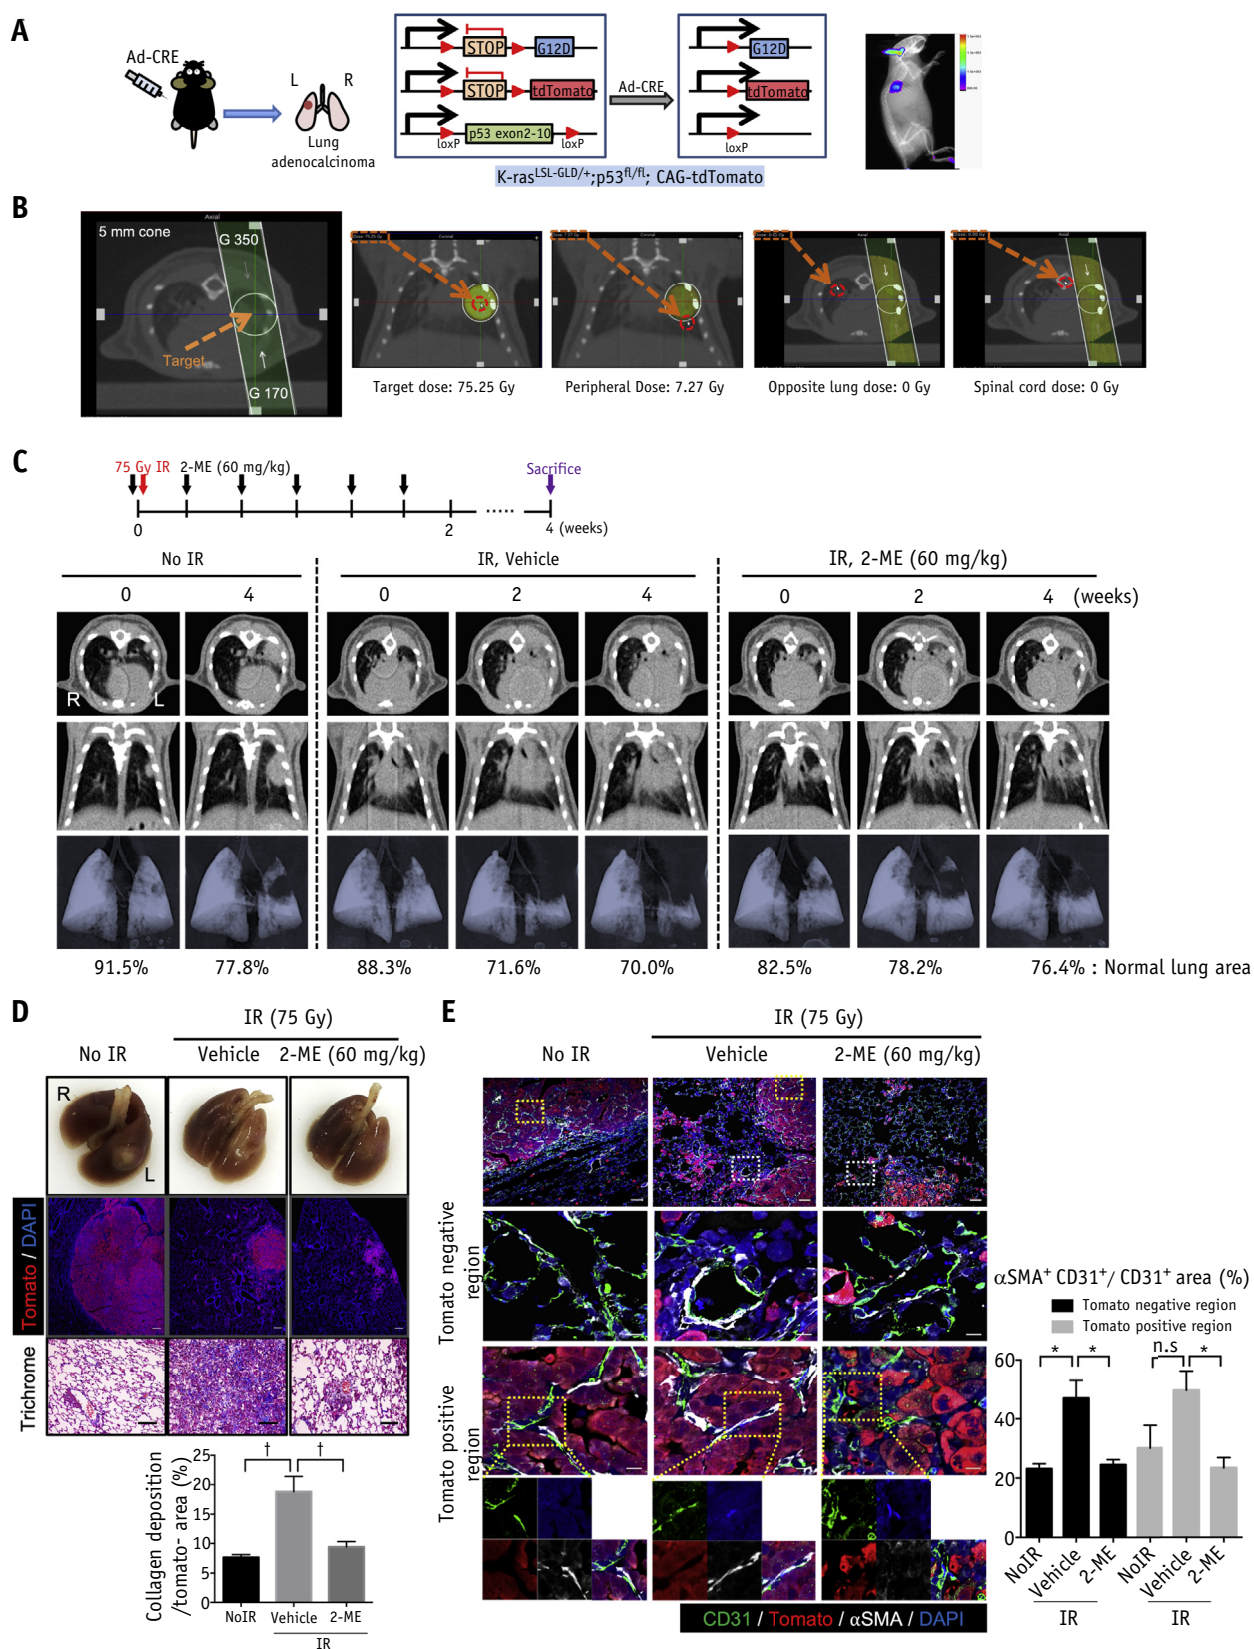 A
Ad-CRE
L R
Lung
adenocalcinoma
STOP
G12D
STOP
tdTomato
p53 exon2-10
loxP
loxP
Ad-CRE
G12D
tdTomato
loxP
K-ras^LSL-GLD/+;p53^fl/fl; CAG-tdTomato
B
Axial
5 mm cone
G 350
Target
G 170
Coronal
Target dose: 75.25 Gy
Coronal
Peripheral Dose: 7.27 Gy
Axial
Opposite lung dose: 0 Gy
Axial
Spinal cord dose: 0 Gy
C
75 Gy IR
2-ME (60 mg/kg)
Sacrifice
0
2
4 (weeks)
No IR
IR, Vehicle
IR, 2-ME (60 mg/kg)
0 4 0 2 4 0 2 4 (weeks)
R L
91.5% 77.8% 88.3% 71.6% 70.0% 82.5% 78.2% 76.4% : Normal lung area
D
IR (75 Gy)
No IR
Vehicle
2-ME (60 mg/kg)
R
L
Tomato / DAPI
Trichrome
† †
Collagen deposition
/tomato- area (%)
25
20
15
10
5
0
NoIR Vehicle 2-ME
IR
E
IR (75 Gy)
No IR
Vehicle
2-ME (60 mg/kg)
Tomato negative
region
Tomato positive
region
CD31 / Tomato / αSMA / DAPI
αSMA+ CD31+/ CD31+ area (%)
Tomato negative region
Tomato positive region
* * n.s *
60
40
20
0
NoIR Vehicle 2-ME NoIR Vehicle 2-ME
IR IR